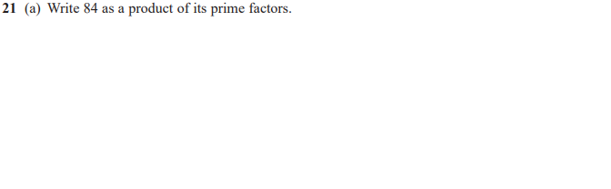 21 (a) Write 84 as a product of its prime factors.